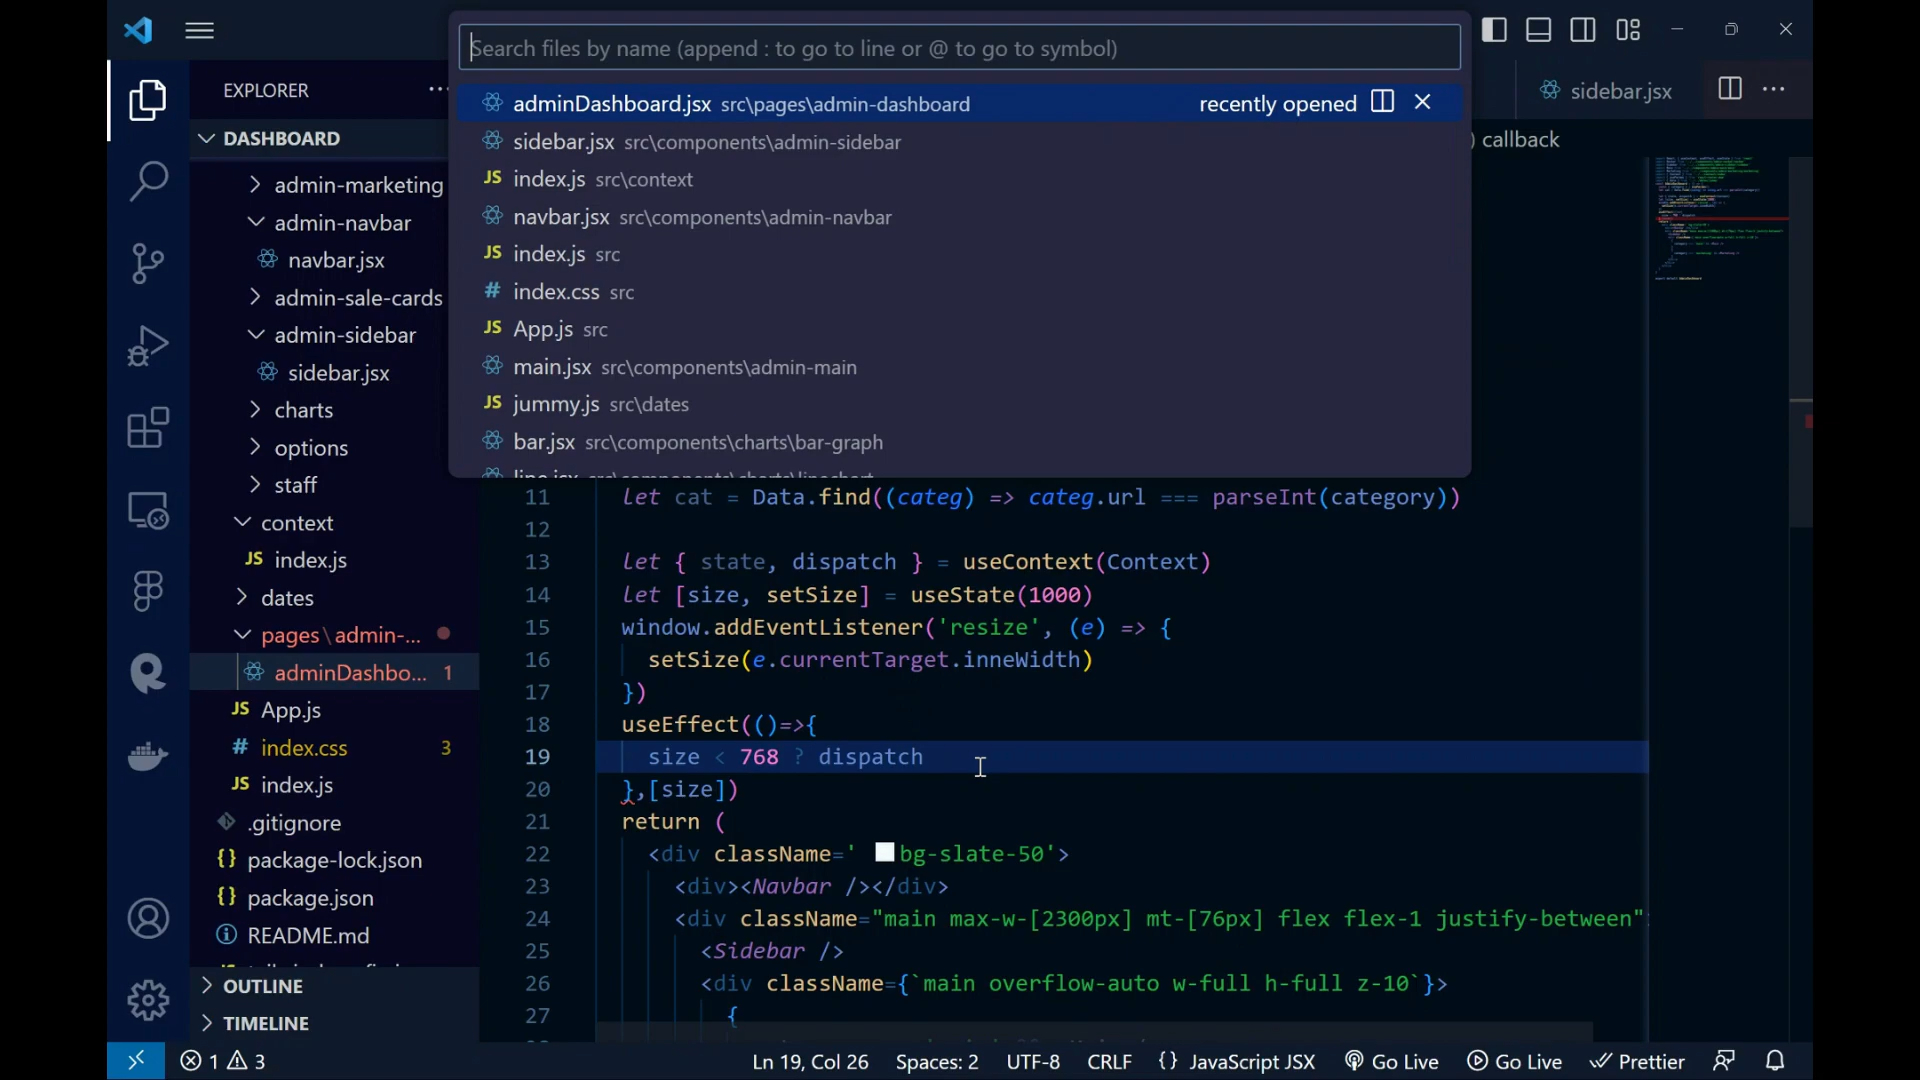 Search files by name (append : to go to line or @ to go to symbol)
adminDashboard.jsx src\pages\admin-dashboard recently opened
sidebar.jsx src\components\admin-sidebar
index.js src\context
navbar.jsx src\components\admin-navbar
index.js src
index.css src
App.js src
main.jsx src\components\admin-main
jummy.js src\dates
bar.jsx src\components\charts\bar-graph
line.jsx src\components\charts\linechart
sidebar.jsx
callback
EXPLORER
DASHBOARD
admin-marketing
admin-navbar
navbar.jsx
admin-sale-cards
admin-sidebar
sidebar.jsx
charts
options
staff
context
JS index.js
dates
pages\admin-...
adminDashbo... 1
JS App.js
# index.css 3
JS index.js
.gitignore
{} package-lock.json
{} package.json
README.md
OUTLINE
TIMELINE
11 let cat = Data.find((categ) => categ.url === parseInt(category))
12
13 let { state, dispatch } = useContext(Context)
14 let [size, setSize] = useState(1000)
15 window.addEventListener('resize', (e) => {
16 setSize(e.currentTarget.inneWidth)
17 })
18 useEffect(()=>{
19 size < 768 ? dispatch
20 },[size])
21 return (
22 <div className=' bg-slate-50'>
23 <div><Navbar /></div>
24 <div className="main max-w-[2300px] mt-[76px] flex flex-1 justify-between"
25 <Sidebar />
26 <div className={`main overflow-auto w-full h-full z-10`}>
27 {
1 3
Ln 19, Col 26 Spaces: 2 UTF-8 CRLF {} JavaScript JSX Go Live Go Live Prettier